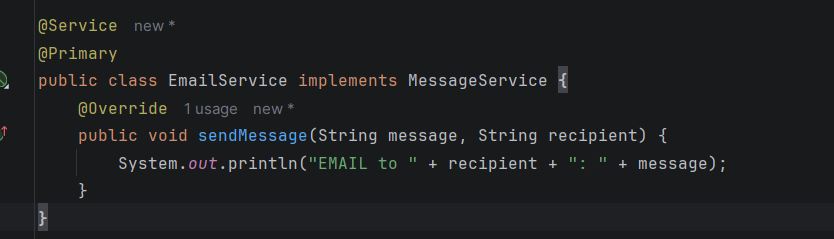 @Service new *
@Primary
public class EmailService implements MessageService {
@Override 1 usage new *
public void sendMessage(String message, String recipient) {
System.out.println("EMAIL to " + recipient + ": " + message);
}
}